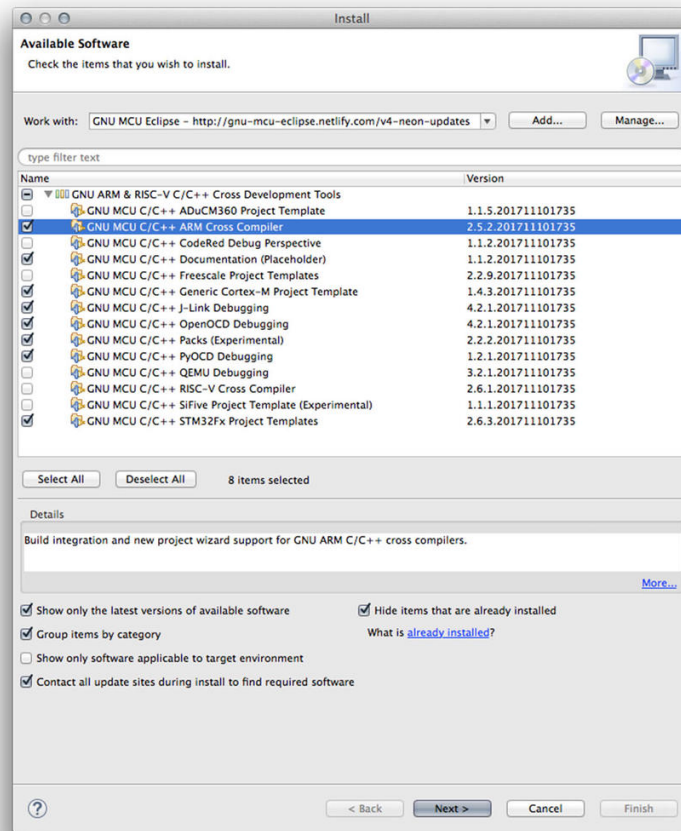 Install
Available Software
Check the items that you wish to install.
Work with: GNU MCU Eclipse – http://gnu-mcu-eclipse.netlify.com/v4-neon-updates Add... Manage...
type filter text
Name Version
GNU ARM & RISC-V C/C++ Cross Development Tools
GNU MCU C/C++ ADuCM360 Project Template 1.1.5.201711101735
GNU MCU C/C++ ARM Cross Compiler 2.5.2.201711101735
GNU MCU C/C++ CodeRed Debug Perspective 1.1.2.201711101735
GNU MCU C/C++ Documentation (Placeholder) 1.1.2.201711101735
GNU MCU C/C++ Freescale Project Templates 2.2.9.201711101735
GNU MCU C/C++ Generic Cortex-M Project Template 1.4.3.201711101735
GNU MCU C/C++ J-Link Debugging 4.2.1.201711101735
GNU MCU C/C++ OpenOCD Debugging 4.2.1.201711101735
GNU MCU C/C++ Packs (Experimental) 2.2.2.201711101735
GNU MCU C/C++ PyOCD Debugging 1.2.1.201711101735
GNU MCU C/C++ QEMU Debugging 3.2.1.201711101735
GNU MCU C/C++ RISC-V Cross Compiler 2.6.1.201711101735
GNU MCU C/C++ SiFive Project Template (Experimental) 1.1.1.201711101735
GNU MCU C/C++ STM32Fx Project Templates 2.6.3.201711101735
Select All Deselect All 8 items selected
Details
Build integration and new project wizard support for GNU ARM C/C++ cross compilers.
More...
Show only the latest versions of available software Hide items that are already installed
Group items by category What is already installed?
Show only software applicable to target environment
Contact all update sites during install to find required software
? < Back Next > Cancel Finish